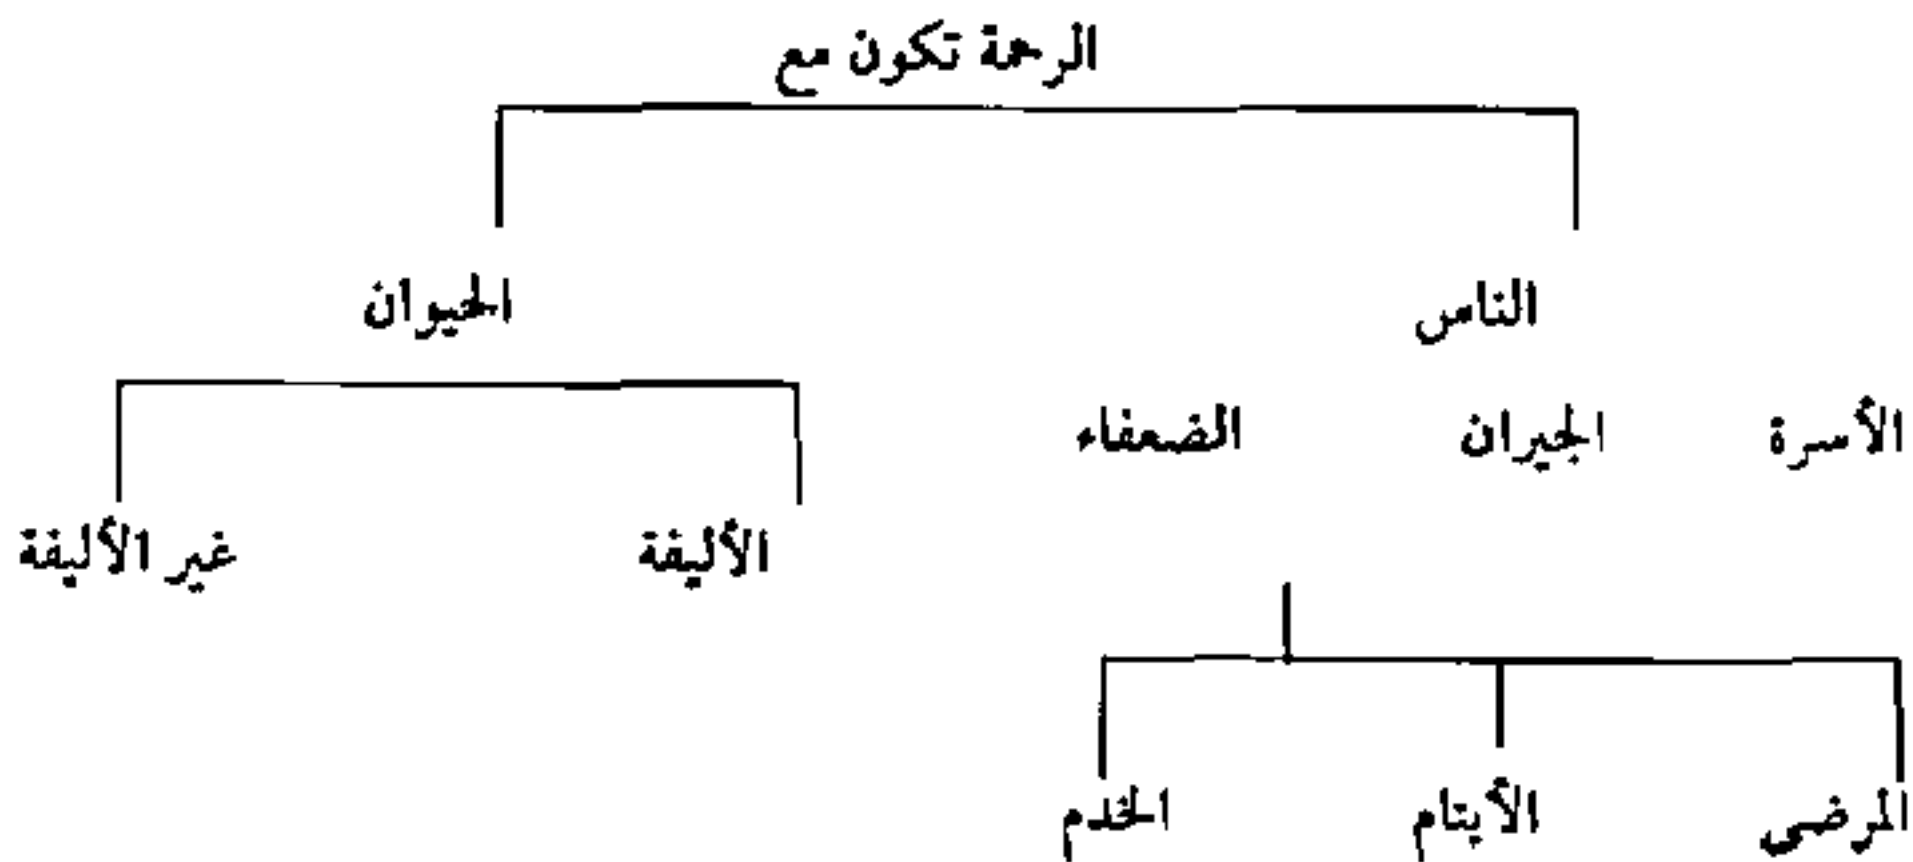 الرحمة تكون مع
الناس
الحيوان
الأسرة
الجيران
الضعفاء
الأليفة
غير الأليفة
المرضى
الأيتام
الخدم